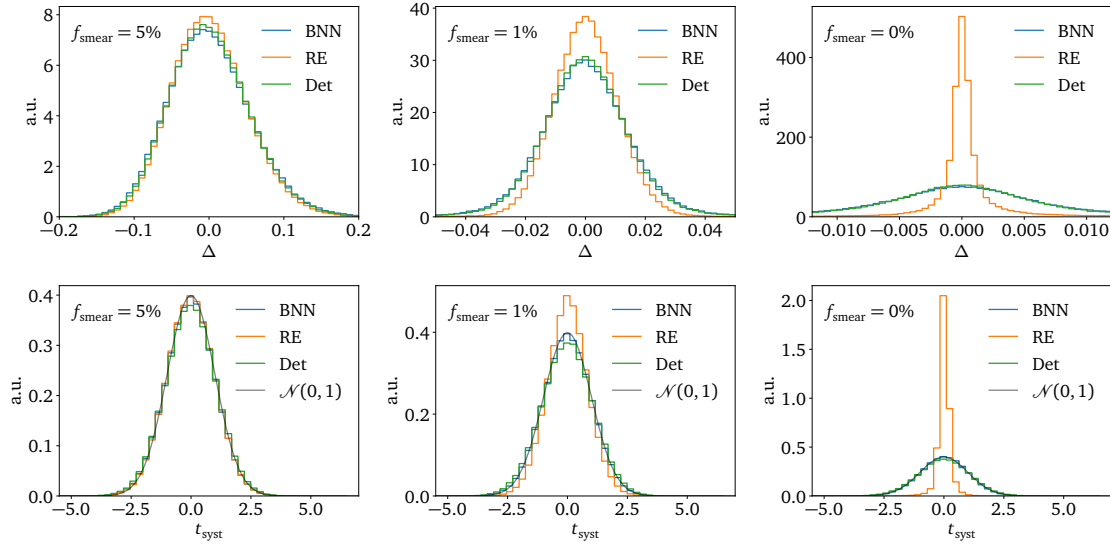 f_smear = 5%
BNN
RE
Det
a.u.
8
6
4
2
0
−0.2 −0.1 0.0 0.1 0.2
Δ
f_smear = 1%
BNN
RE
Det
a.u.
40
30
20
10
0
−0.04 −0.02 0.00 0.02 0.04
Δ
f_smear = 0%
BNN
RE
Det
a.u.
400
200
0
−0.010 −0.005 0.000 0.005 0.010
Δ
f_smear = 5%
BNN
RE
Det
𝒩(0, 1)
a.u.
0.4
0.3
0.2
0.1
0.0
−5.0 −2.5 0.0 2.5 5.0
t_syst
f_smear = 1%
BNN
RE
Det
𝒩(0, 1)
a.u.
0.4
0.2
0.0
−5.0 −2.5 0.0 2.5 5.0
t_syst
f_smear = 0%
BNN
RE
Det
𝒩(0, 1)
a.u.
2.0
1.5
1.0
0.5
0.0
−5.0 −2.5 0.0 2.5 5.0
t_syst